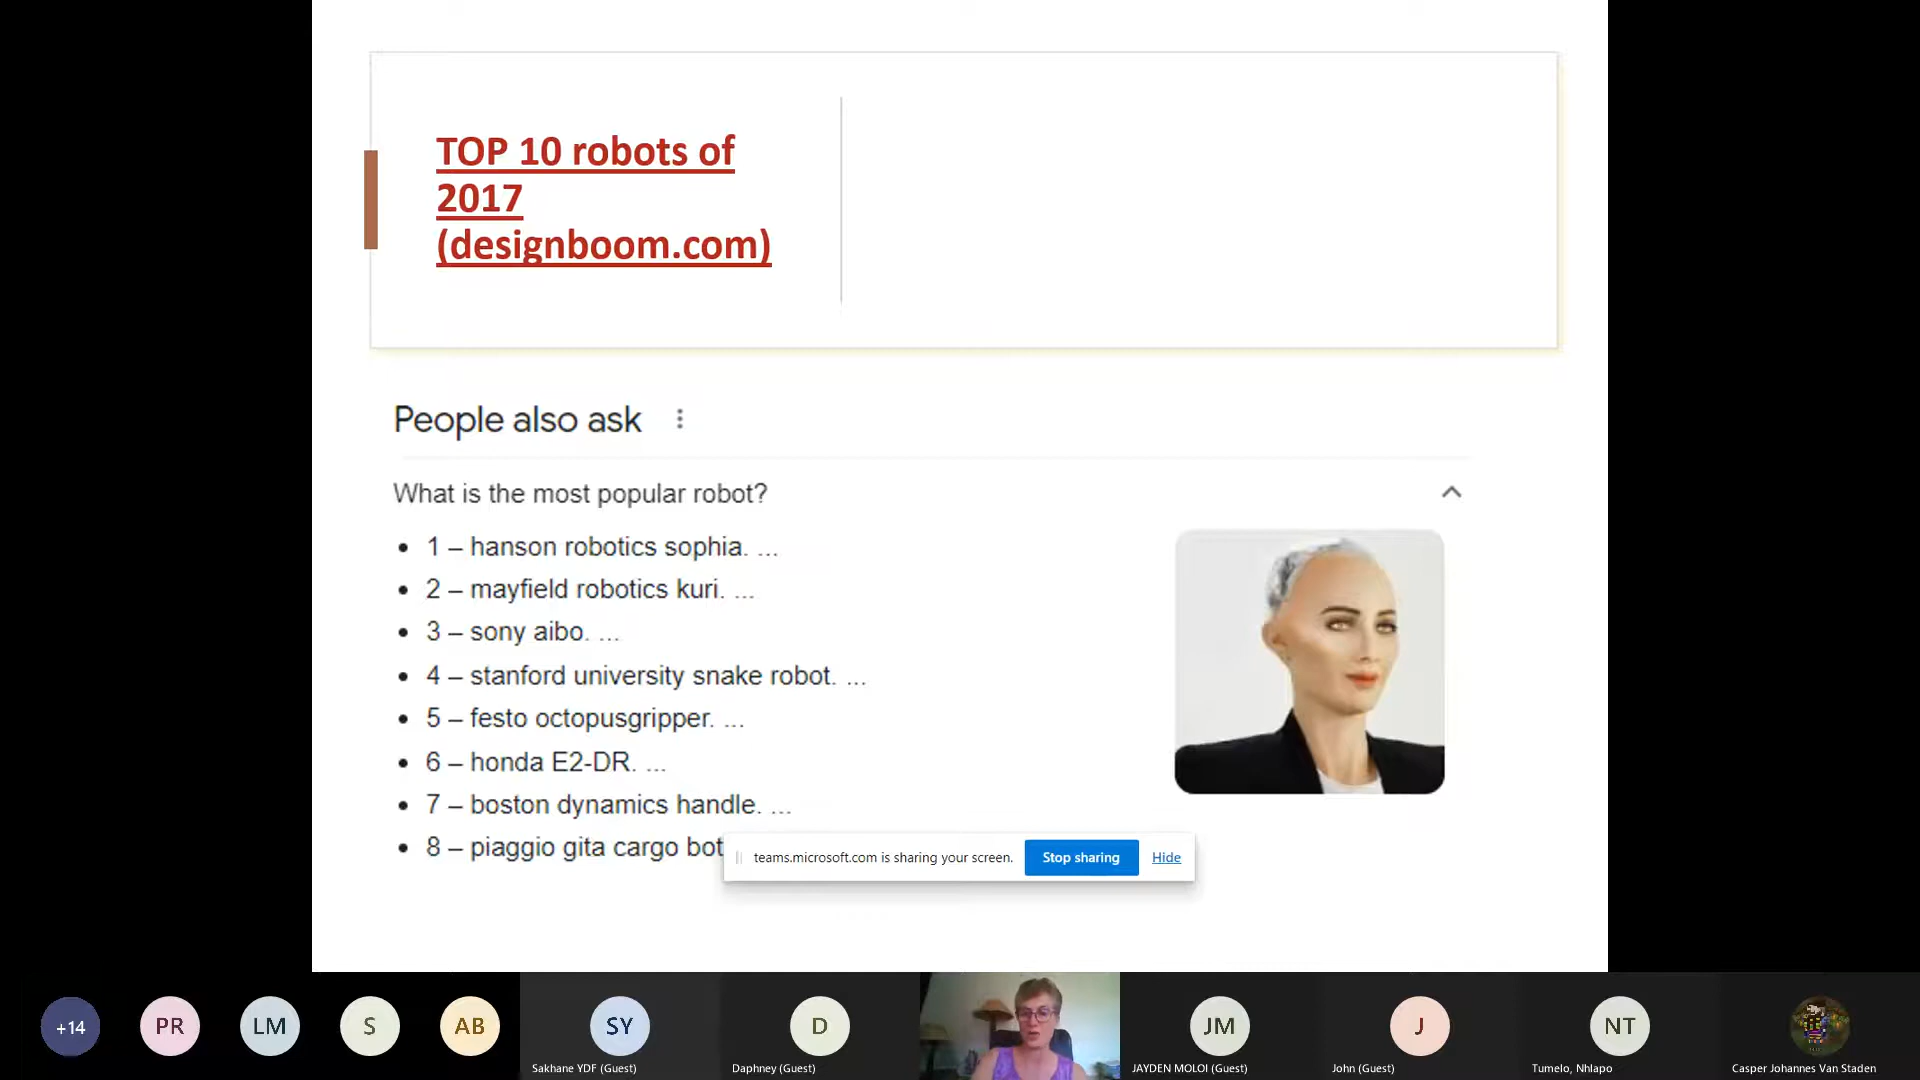 TOP 10 robots of
2017
(designboom.com)
People also ask
What is the most popular robot?
• 1 – hanson robotics sophia. ...
• 2 – mayfield robotics kuri. ...
• 3 – sony aibo. ...
• 4 – stanford university snake robot. ...
• 5 – festo octopusgripper. ...
• 6 – honda E2-DR. ...
• 7 – boston dynamics handle. ...
• 8 – piaggio gita cargo bot
teams.microsoft.com is sharing your screen. Stop sharing Hide
+14 PR LM S AB SY D JM J NT
Sakhane YDF (Guest) Daphney (Guest) JAYDEN MOLOI (Guest) John (Guest) Tumelo, Nhlapo Casper Johannes Van Staden